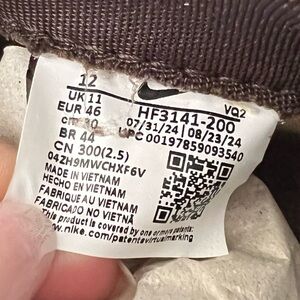 12
VQ2
UK 11
HF3141-200
EUR 46
07/31/24 08/23/24
cm 30
UPC 00197859093540
BR 44
CN 300(2.5)
04ZH9MWCHXF6V
MADE IN VIETNAM
HECHO EN VIETNAM
FABRIQUÉ AU VIETNAM
FABRICADO NO VIETNÃ
This product is covered by one or more patents:
www.nike.com/patentsvirtualmarking